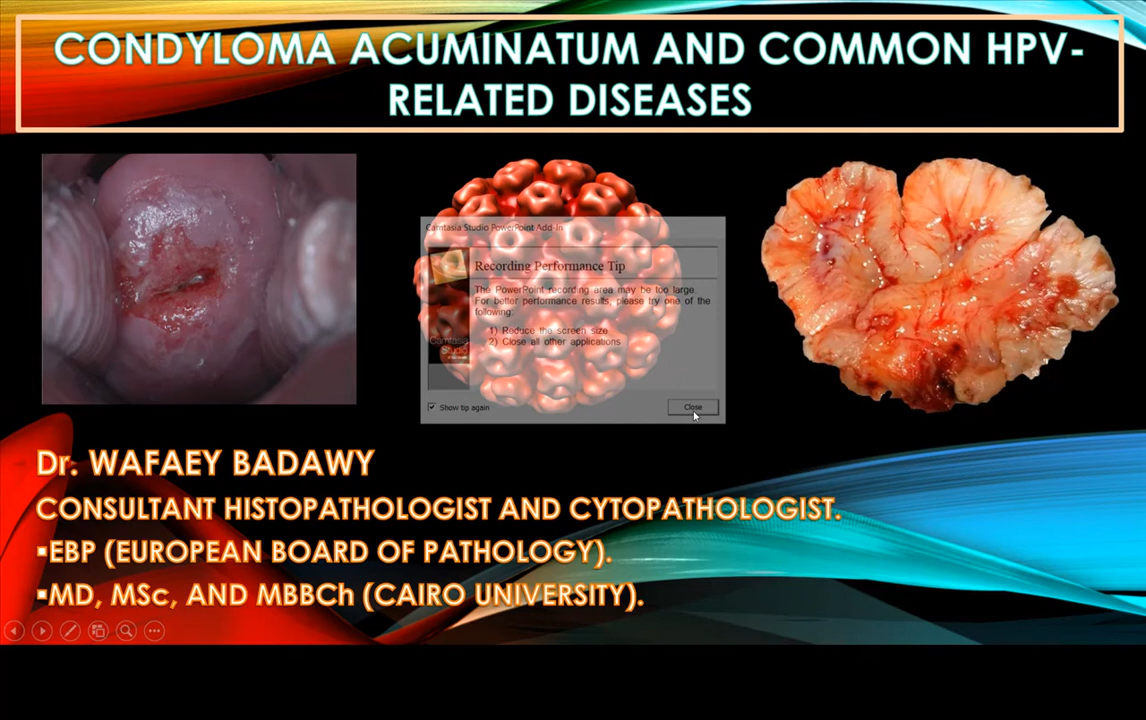 CONDYLOMA ACUMINATUM AND COMMON HPV-
RELATED DISEASES
Camtasia Studio PowerPoint Add-In
Recording Performance Tip
The PowerPoint recording area may be too large.
For better performance results, please try one of the
following:
1) Reduce the screen size
2) Close all other applications
Camtasia
Studio
Show tip again
Close
Dr. WAFAEY BADAWY
CONSULTANT HISTOPATHOLOGIST AND CYTOPATHOLOGIST.
▪EBP (EUROPEAN BOARD OF PATHOLOGY).
▪MD, MSc, AND MBBCh (CAIRO UNIVERSITY).